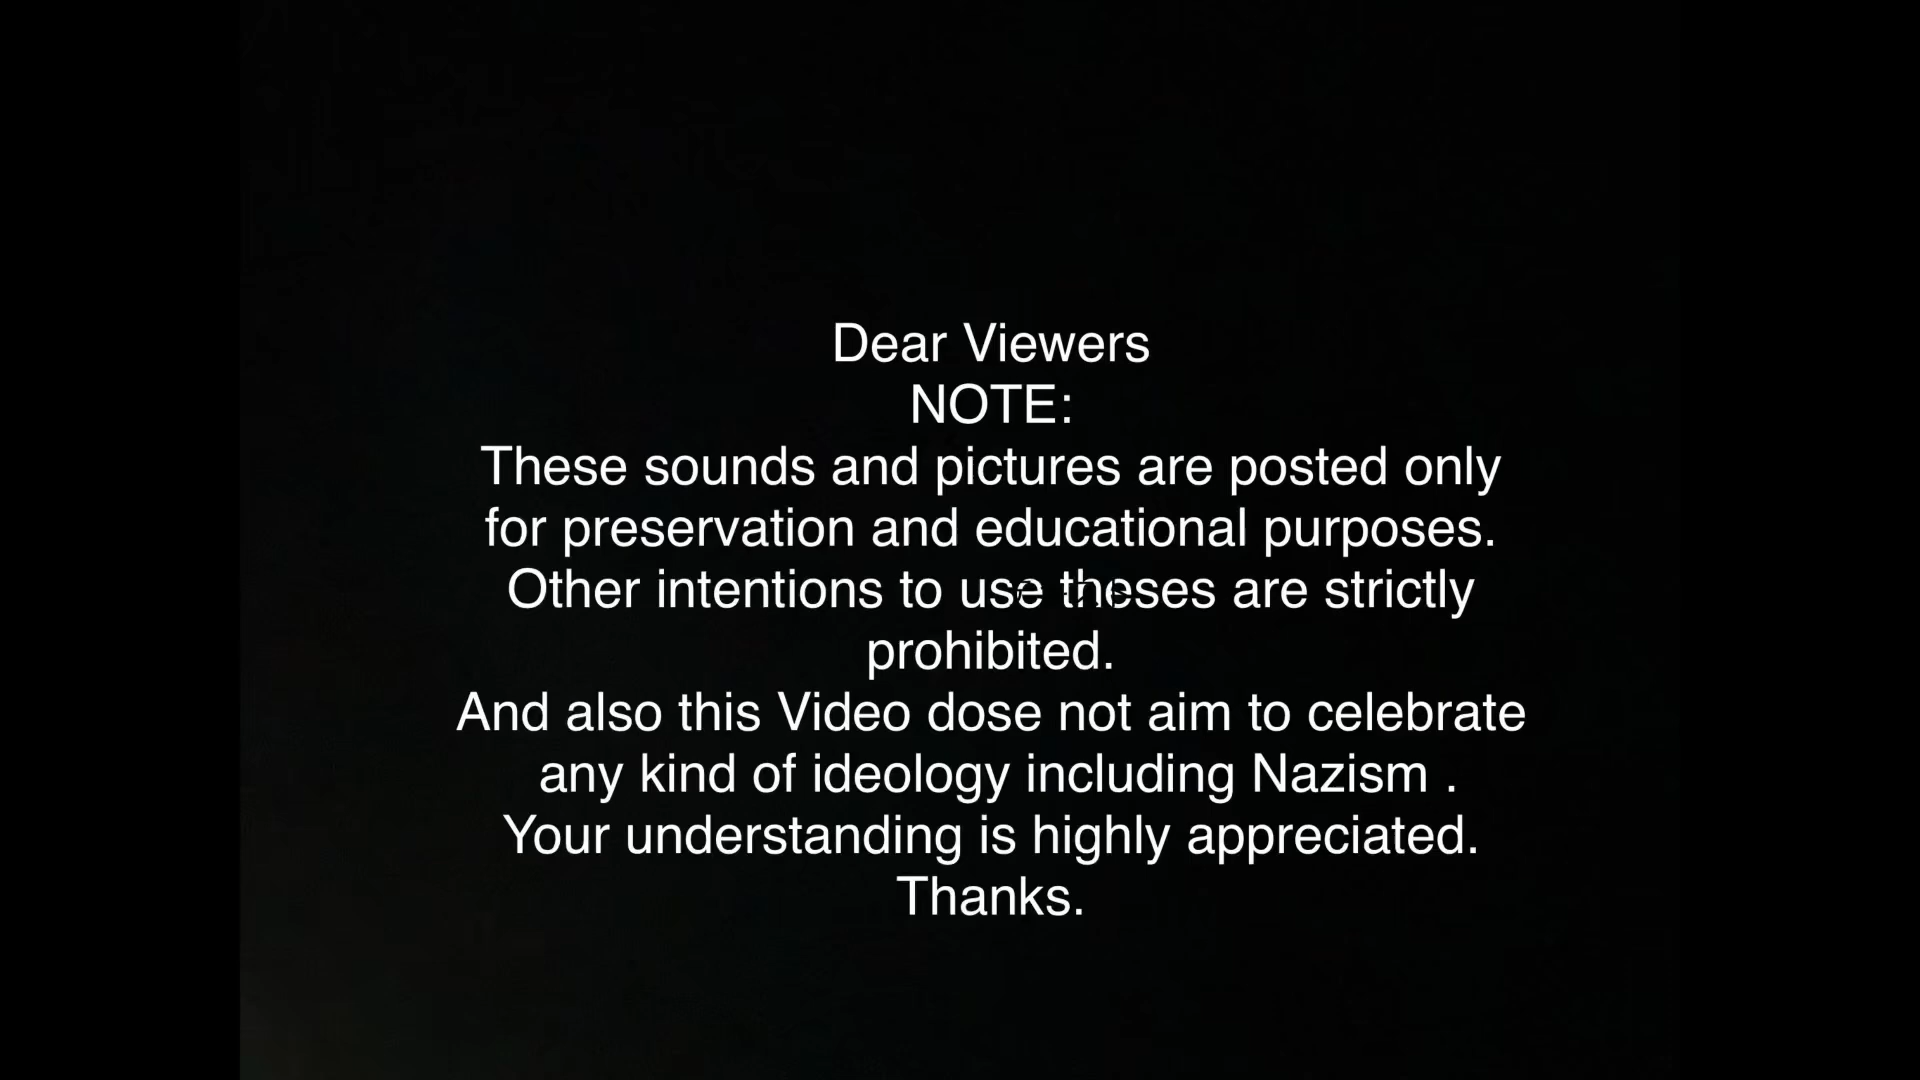 Dear Viewers
NOTE:
These sounds and pictures are posted only
for preservation and educational purposes.
Other intentions to use theses are strictly
prohibited.
And also this Video dose not aim to celebrate
any kind of ideology including Nazism .
Your understanding is highly appreciated.
Thanks.